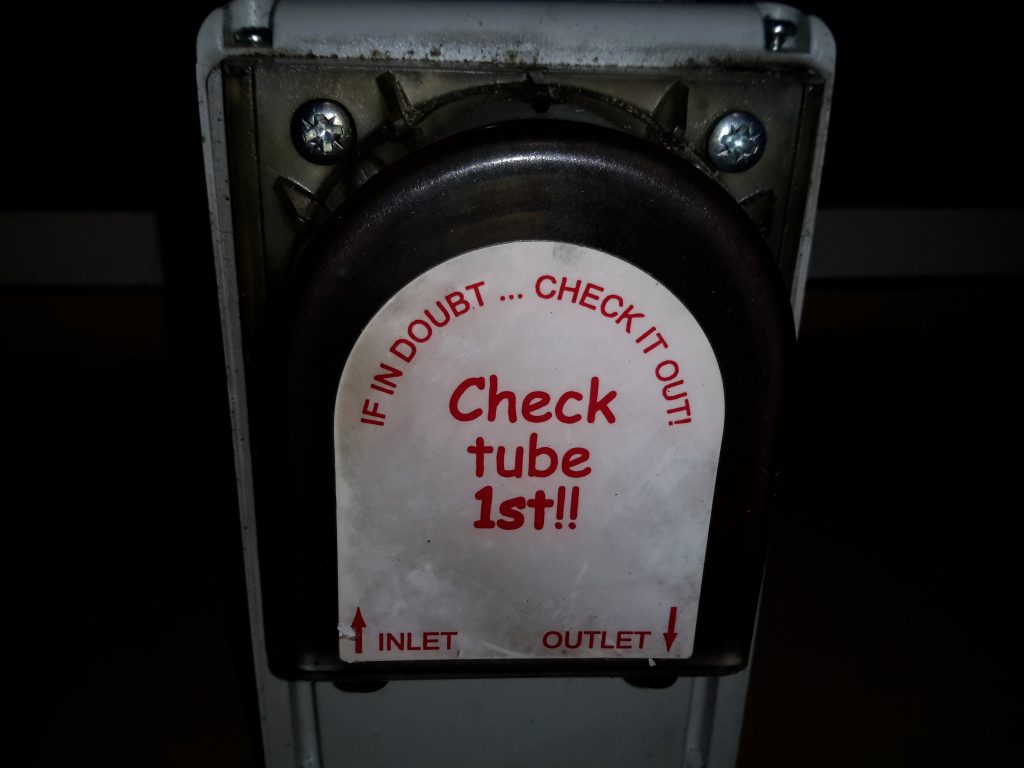 IF IN DOUBT ... CHECK IT OUT!
Check
tube
1st!!
INLET
OUTLET